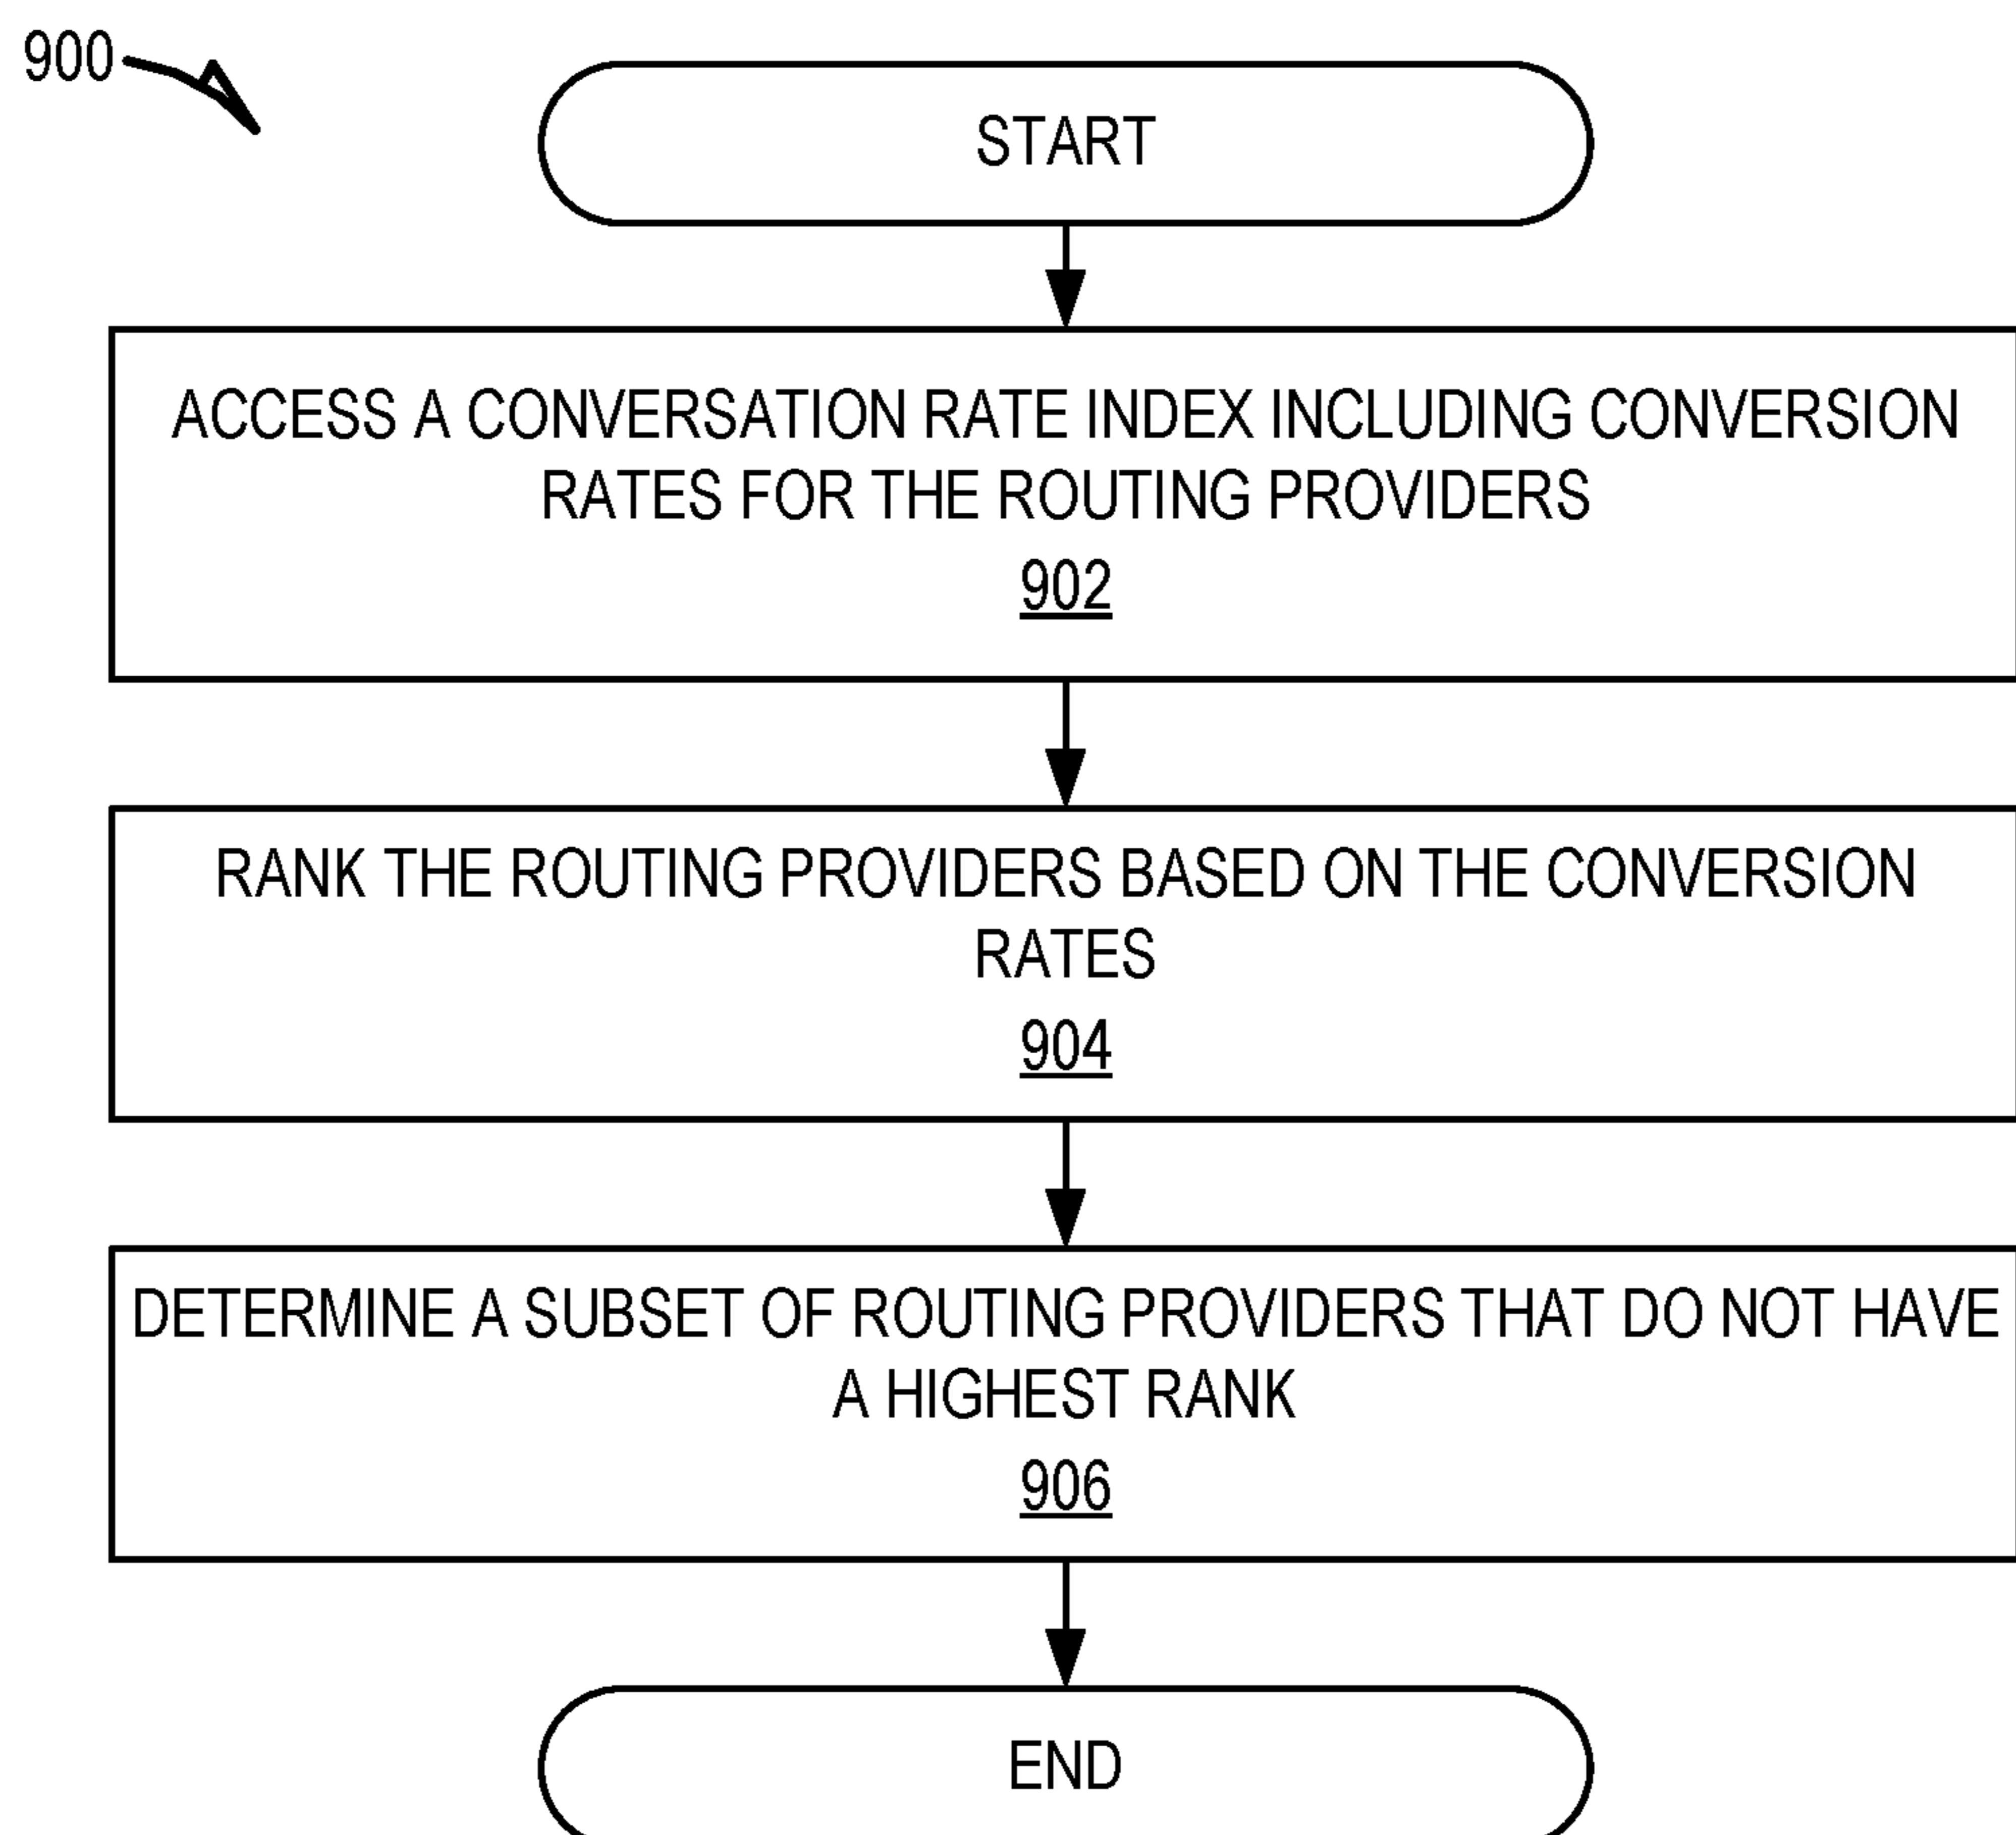 900
START
ACCESS A CONVERSATION RATE INDEX INCLUDING CONVERSION
RATES FOR THE ROUTING PROVIDERS
902
RANK THE ROUTING PROVIDERS BASED ON THE CONVERSION
RATES
904
DETERMINE A SUBSET OF ROUTING PROVIDERS THAT DO NOT HAVE
A HIGHEST RANK
906
END